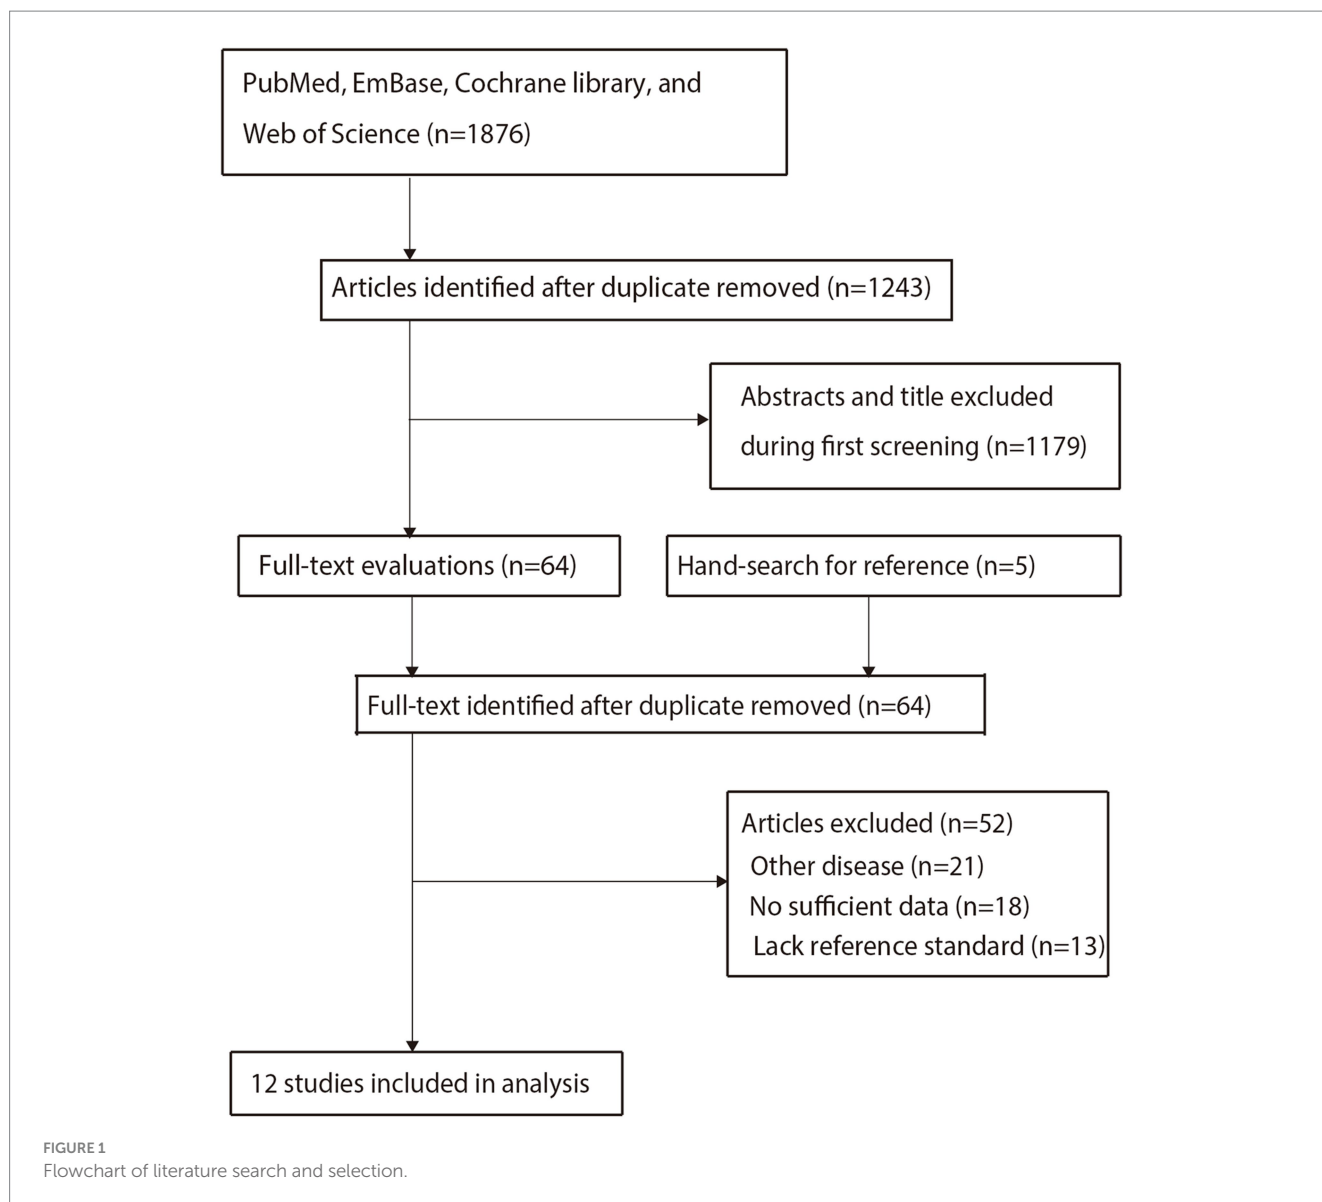 PubMed, EmBase, Cochrane library, and
Web of Science (n=1876)
Articles identified after duplicate removed (n=1243)
Abstracts and title excluded
during first screening (n=1179)
Full-text evaluations (n=64)
Hand-search for reference (n=5)
Full-text identified after duplicate removed (n=64)
Articles excluded (n=52)
Other disease (n=21)
No sufficient data (n=18)
Lack reference standard (n=13)
12 studies included in analysis
FIGURE 1
Flowchart of literature search and selection.